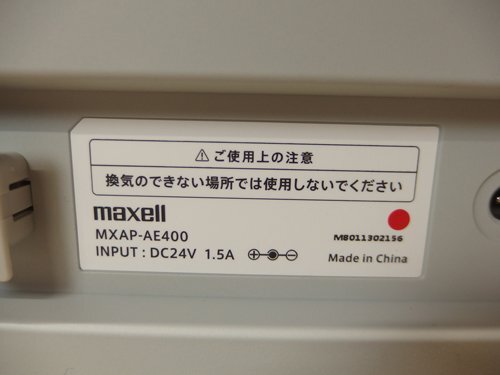 ⚠ご使用上の注意
換気のできない場所では使用しないでください
maxell
MXAP-AE400
INPUT : DC24V 1.5A
M8011302156
Made in China